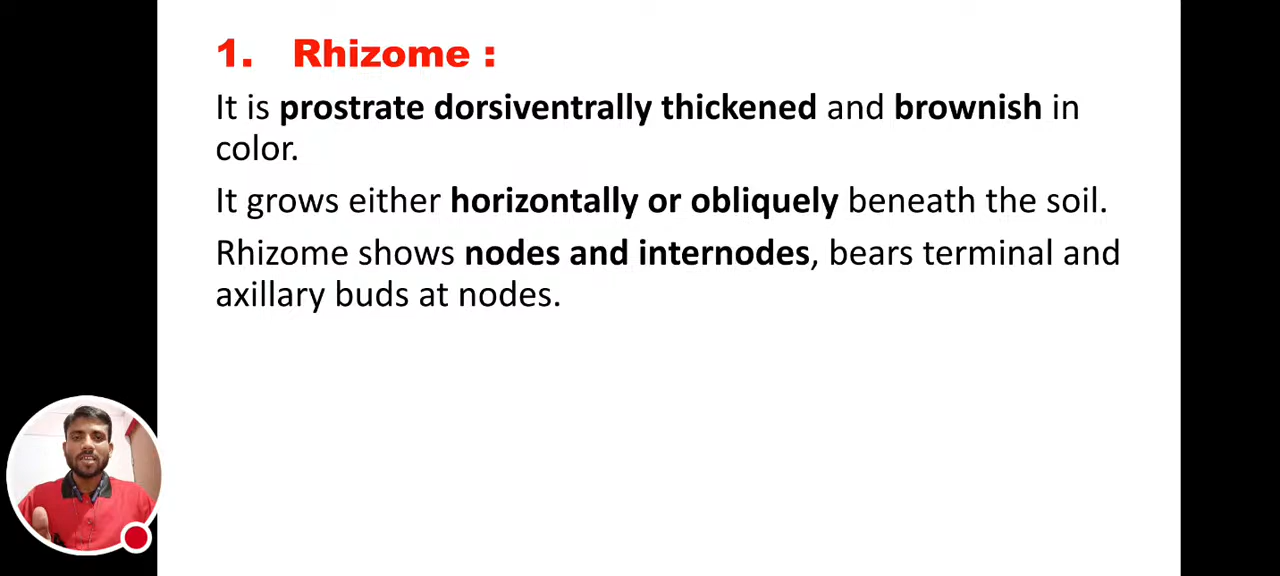 1. Rhizome :
It is prostrate dorsiventrally thickened and brownish in
color.
It grows either horizontally or obliquely beneath the soil.
Rhizome shows nodes and internodes, bears terminal and
axillary buds at nodes.